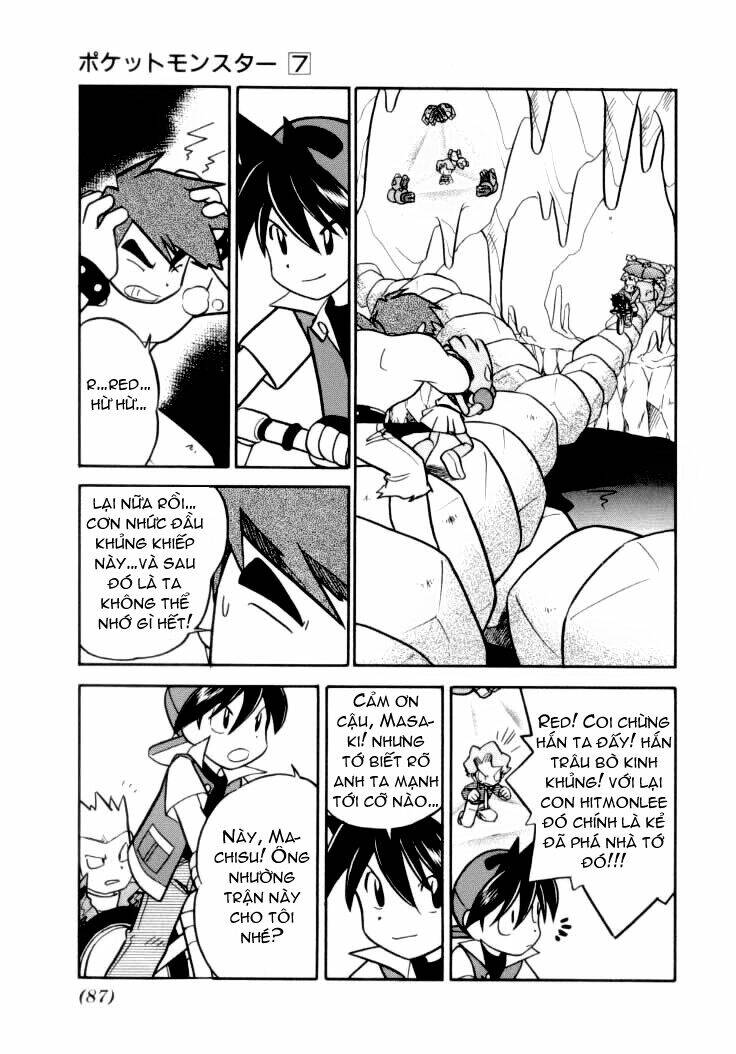 ポケットモンスター 7
R...RED...
HỪ HỪ...
LẠI NỮA RỒI...
CƠN NHỨC ĐẦU
KHỦNG KHIẾP
NÀY...VÀ SAU
ĐÓ LÀ TA
KHÔNG THỂ
NHỚ GÌ HẾT!
RED! COI CHỪNG
HẮN TA ĐẤY! HẮN
TRÂU BÒ KINH
KHỦNG! VỚI LẠI
CON HITMONLEE
ĐÓ CHÍNH LÀ KẺ
ĐÃ PHÁ NHÀ TỚ
ĐÓ!!!
CẢM ƠN
CẬU, MASA-
KI! NHƯNG
TỚ BIẾT RÕ
ANH TA MẠNH
TỚI CỠ NÀO...
NÀY, MA-
CHISU! ÔNG
NHƯỜNG
TRẬN NÀY
CHO TÔI
NHÉ?
(87)